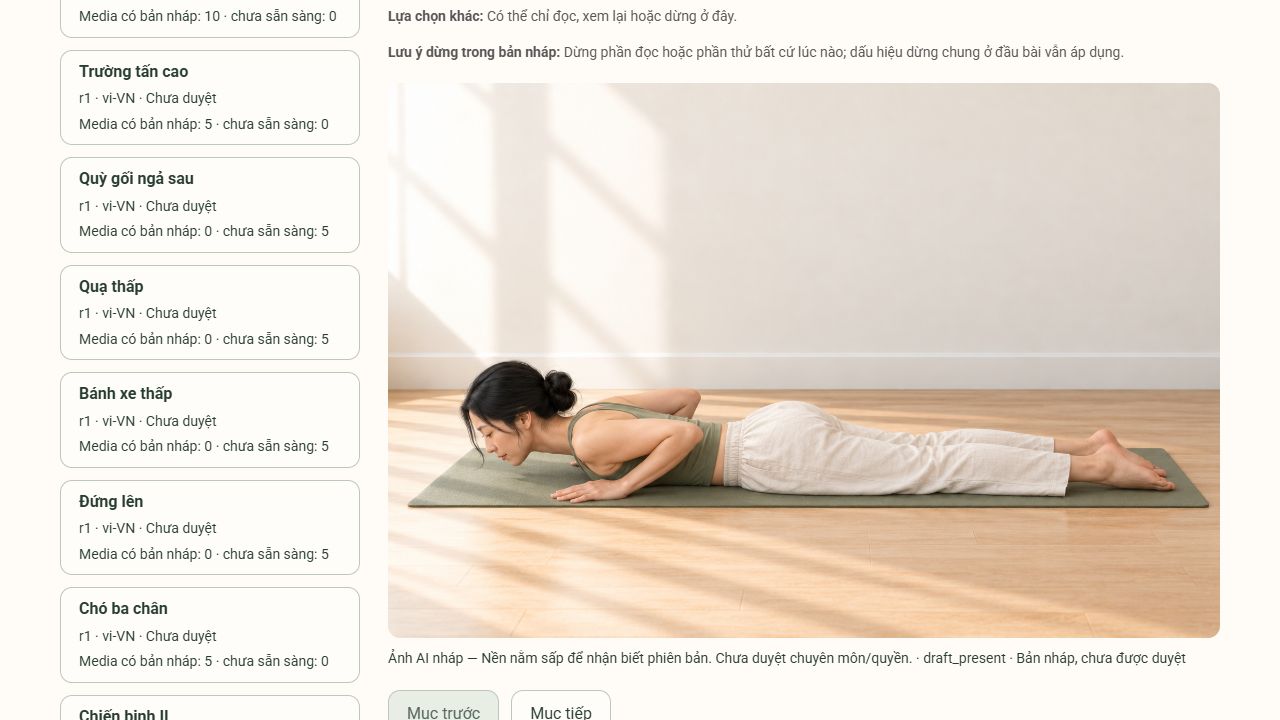 Media có bản nháp: 10 · chưa sẵn sàng: 0
Trường tấn cao
r1 · vi-VN · Chưa duyệt
Media có bản nháp: 5 · chưa sẵn sàng: 0
Quỳ gối ngả sau
r1 · vi-VN · Chưa duyệt
Media có bản nháp: 0 · chưa sẵn sàng: 5
Quạ thấp
r1 · vi-VN · Chưa duyệt
Media có bản nháp: 0 · chưa sẵn sàng: 5
Bánh xe thấp
r1 · vi-VN · Chưa duyệt
Media có bản nháp: 0 · chưa sẵn sàng: 5
Đứng lên
r1 · vi-VN · Chưa duyệt
Media có bản nháp: 0 · chưa sẵn sàng: 5
Chó ba chân
r1 · vi-VN · Chưa duyệt
Media có bản nháp: 5 · chưa sẵn sàng: 0
Chiến binh II
Lựa chọn khác: Có thể chỉ đọc, xem lại hoặc dừng ở đây.
Lưu ý dừng trong bản nháp: Dừng phần đọc hoặc phần thử bất cứ lúc nào; dấu hiệu dừng chung ở đầu bài vẫn áp dụng.
Ảnh AI nháp — Nền nằm sấp để nhận biết phiên bản. Chưa duyệt chuyên môn/quyền. · draft_present · Bản nháp, chưa được duyệt
Mục trước
Mục tiếp